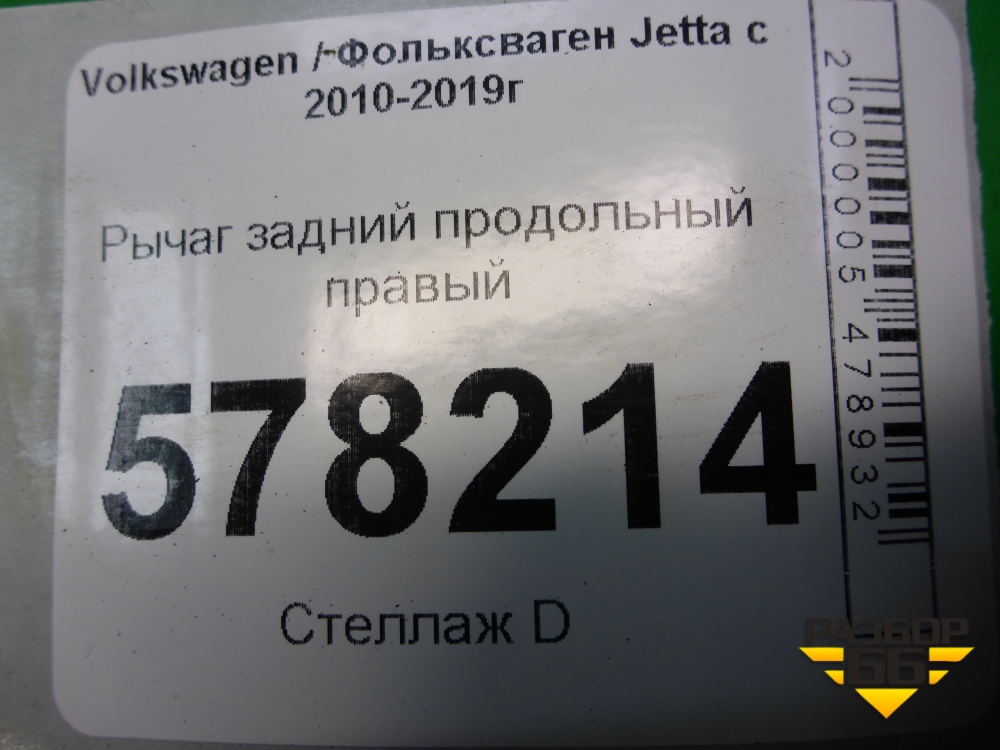 Volkswagen /-Фольксваген Jetta с
2010-2019г
Рычаг задний продольный
правый
578214
Стеллаж D
2000005478932
РАЗБОР
66